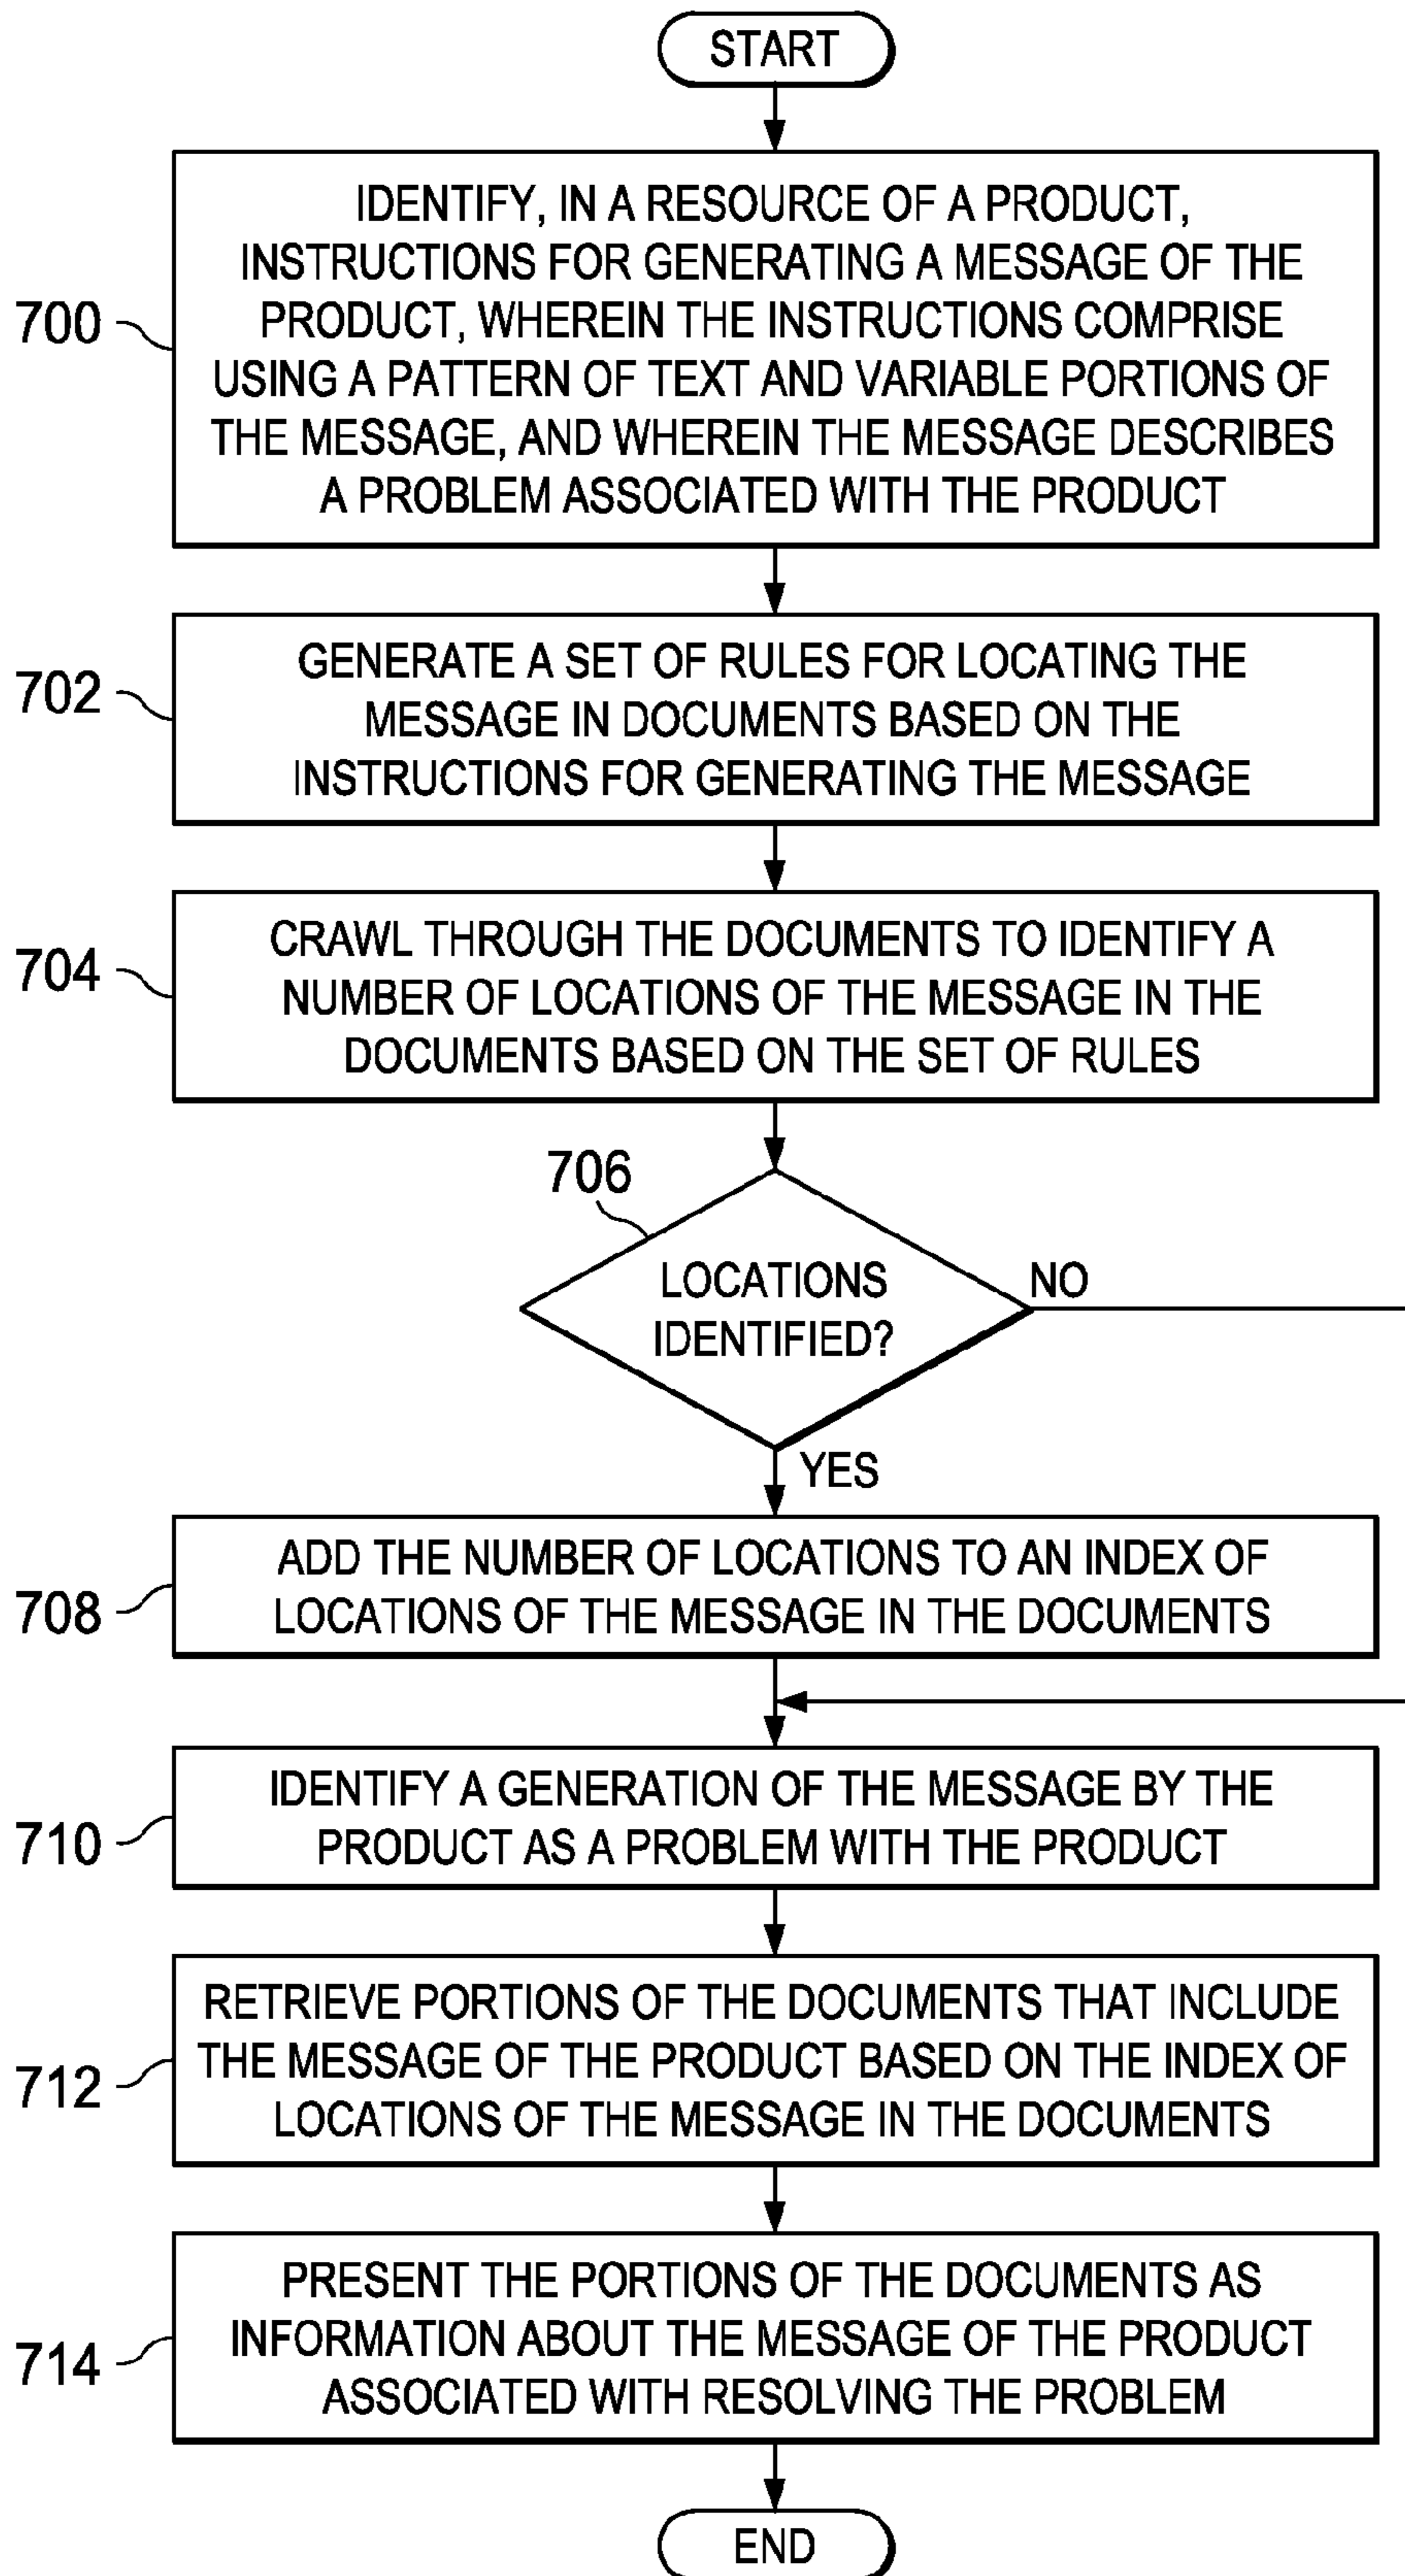 START
700
IDENTIFY, IN A RESOURCE OF A PRODUCT,
INSTRUCTIONS FOR GENERATING A MESSAGE OF THE
PRODUCT, WHEREIN THE INSTRUCTIONS COMPRISE
USING A PATTERN OF TEXT AND VARIABLE PORTIONS OF
THE MESSAGE, AND WHEREIN THE MESSAGE DESCRIBES
A PROBLEM ASSOCIATED WITH THE PRODUCT
702
GENERATE A SET OF RULES FOR LOCATING THE
MESSAGE IN DOCUMENTS BASED ON THE
INSTRUCTIONS FOR GENERATING THE MESSAGE
704
CRAWL THROUGH THE DOCUMENTS TO IDENTIFY A
NUMBER OF LOCATIONS OF THE MESSAGE IN THE
DOCUMENTS BASED ON THE SET OF RULES
706
LOCATIONS
IDENTIFIED?
NO
YES
708
ADD THE NUMBER OF LOCATIONS TO AN INDEX OF
LOCATIONS OF THE MESSAGE IN THE DOCUMENTS
710
IDENTIFY A GENERATION OF THE MESSAGE BY THE
PRODUCT AS A PROBLEM WITH THE PRODUCT
712
RETRIEVE PORTIONS OF THE DOCUMENTS THAT INCLUDE
THE MESSAGE OF THE PRODUCT BASED ON THE INDEX OF
LOCATIONS OF THE MESSAGE IN THE DOCUMENTS
714
PRESENT THE PORTIONS OF THE DOCUMENTS AS
INFORMATION ABOUT THE MESSAGE OF THE PRODUCT
ASSOCIATED WITH RESOLVING THE PROBLEM
END